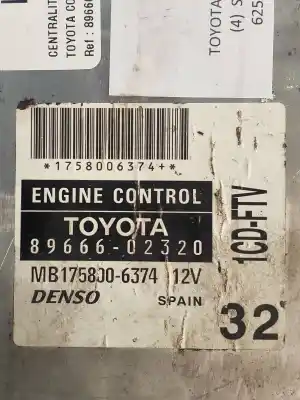 CENTRALIT
TOYOTA CO
Ref: 8966
TOYOTA
(4) S
625
*1758006374+*
ENGINE CONTROL
TOYOTA
89666-02320
MB175800-6374 12V
DENSO SPAIN
1CD-FTV
32